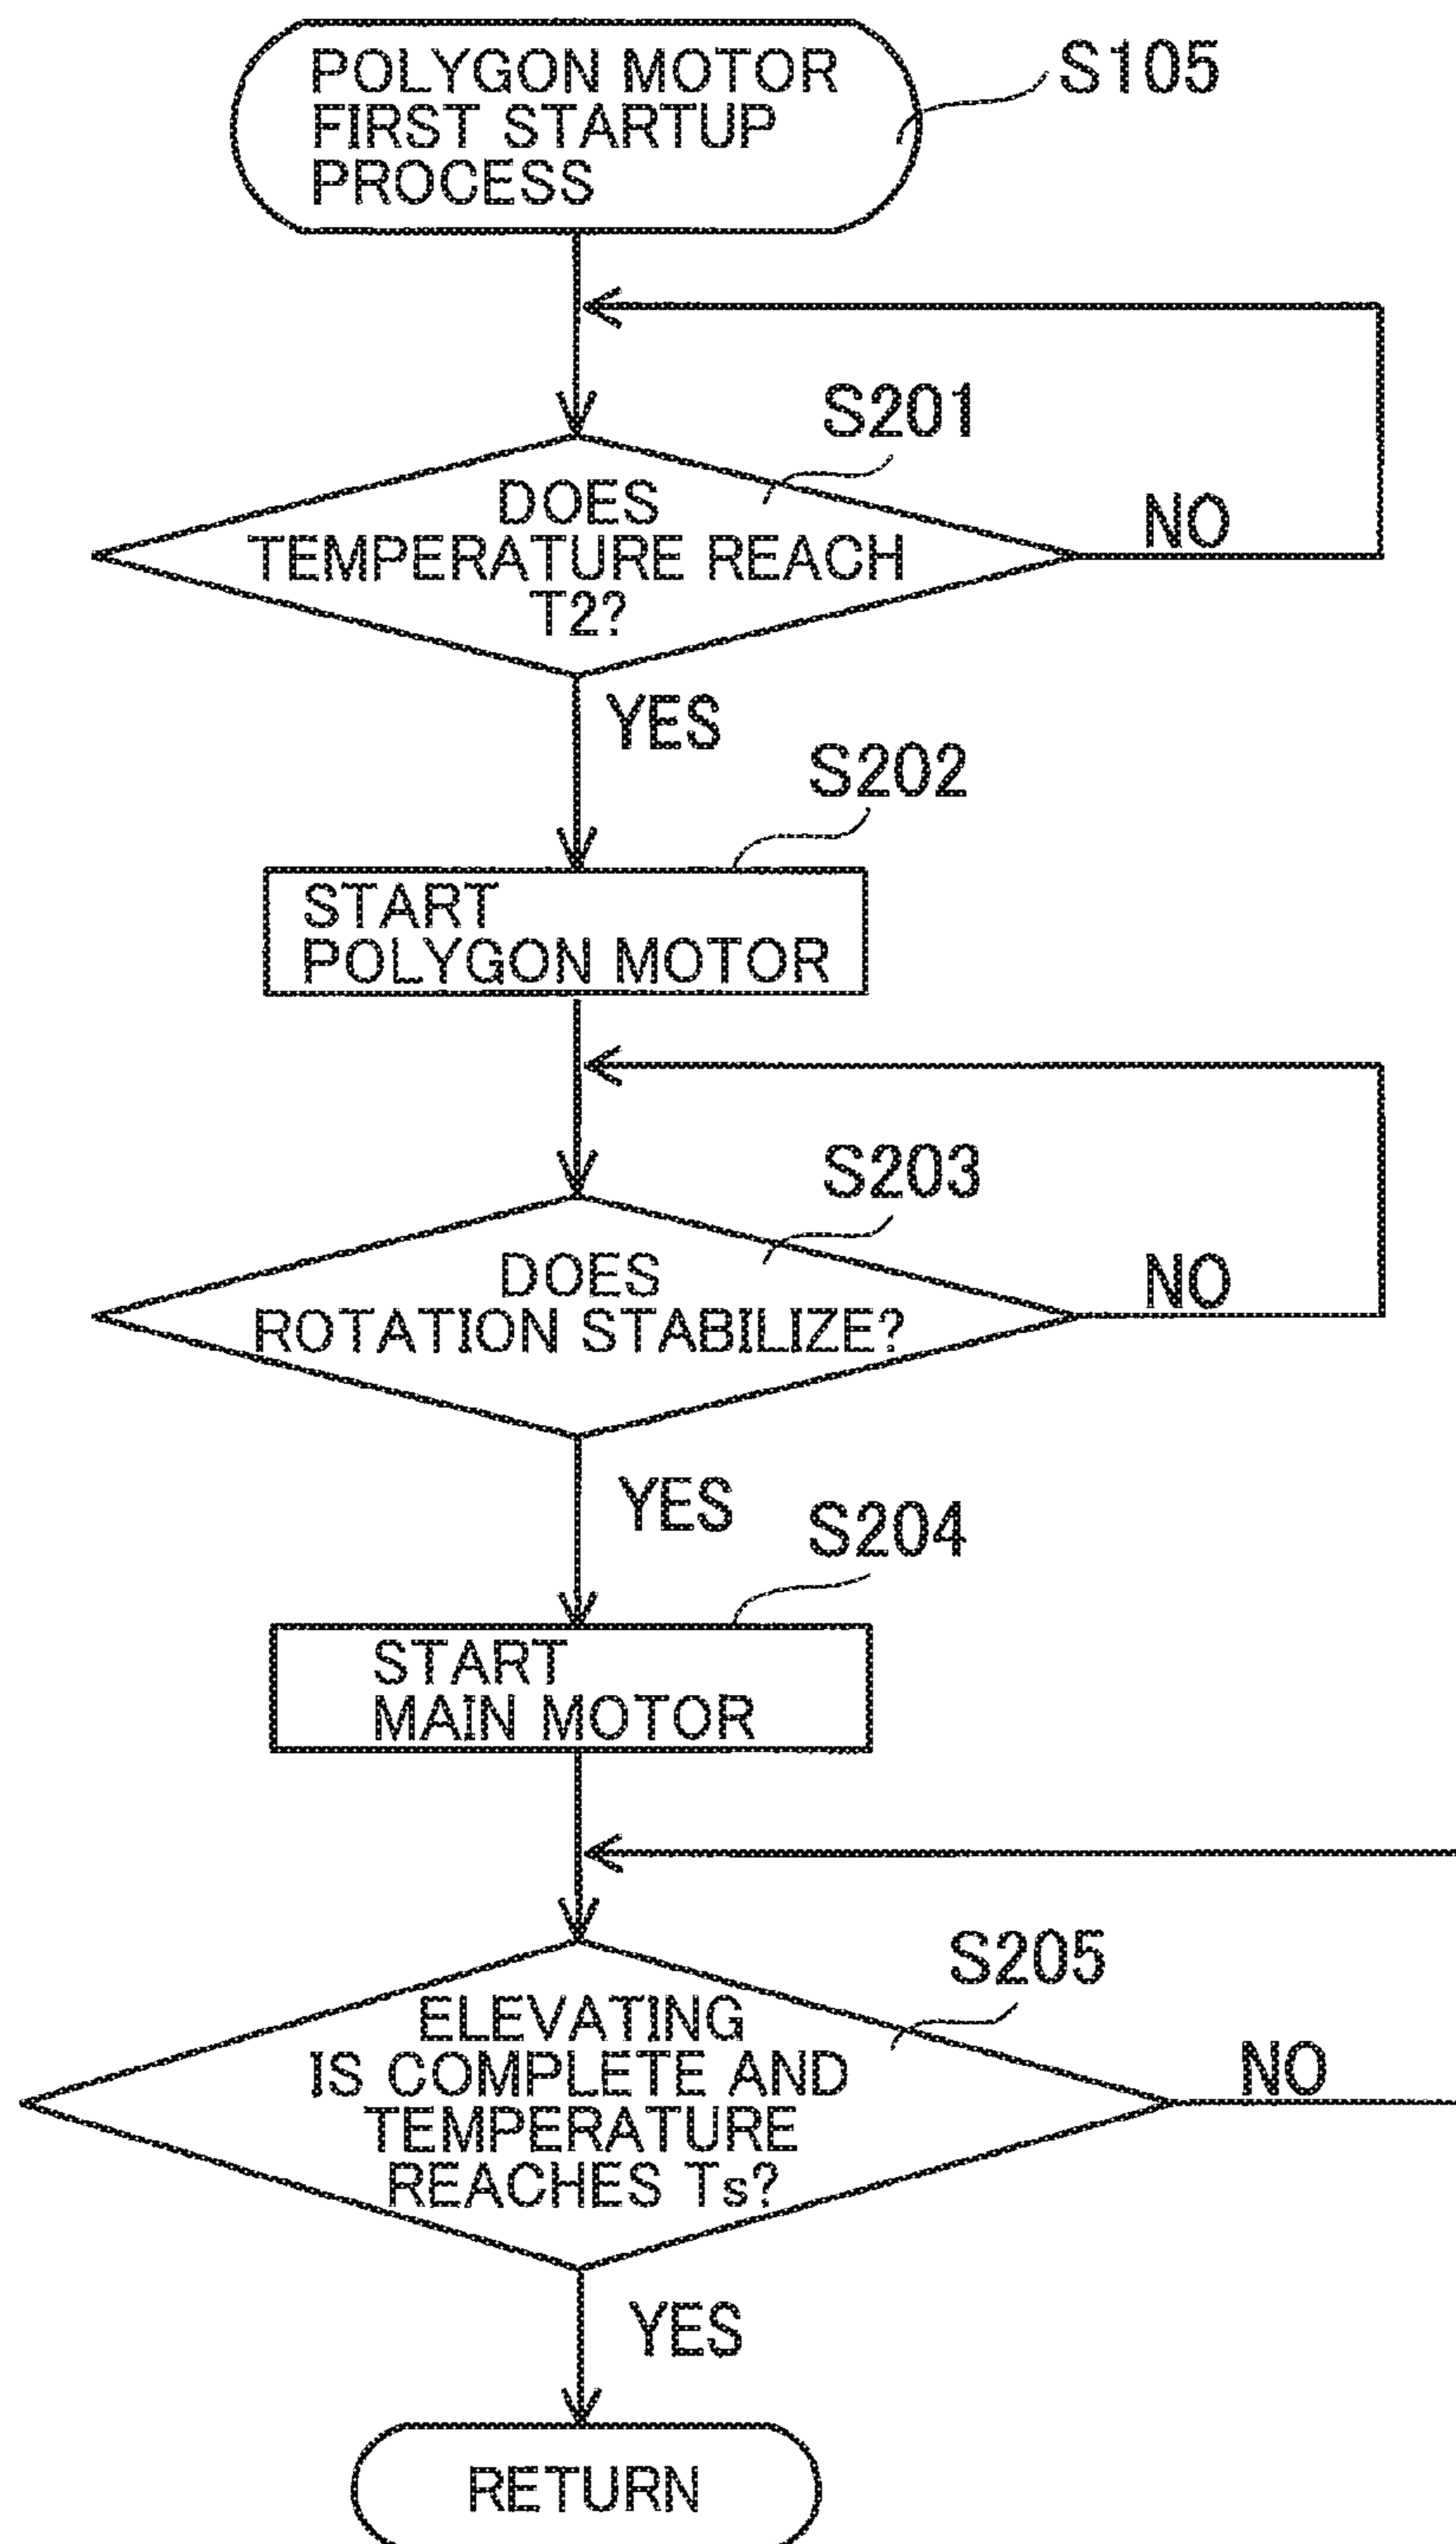 POLYGON MOTOR
FIRST STARTUP
PROCESS
S105
S201
DOES
TEMPERATURE REACH
T2?
NO
YES
S202
START
POLYGON MOTOR
S203
DOES
ROTATION STABILIZE?
NO
YES
S204
START
MAIN MOTOR
S205
ELEVATING
IS COMPLETE AND
TEMPERATURE
REACHES Ts?
NO
YES
RETURN